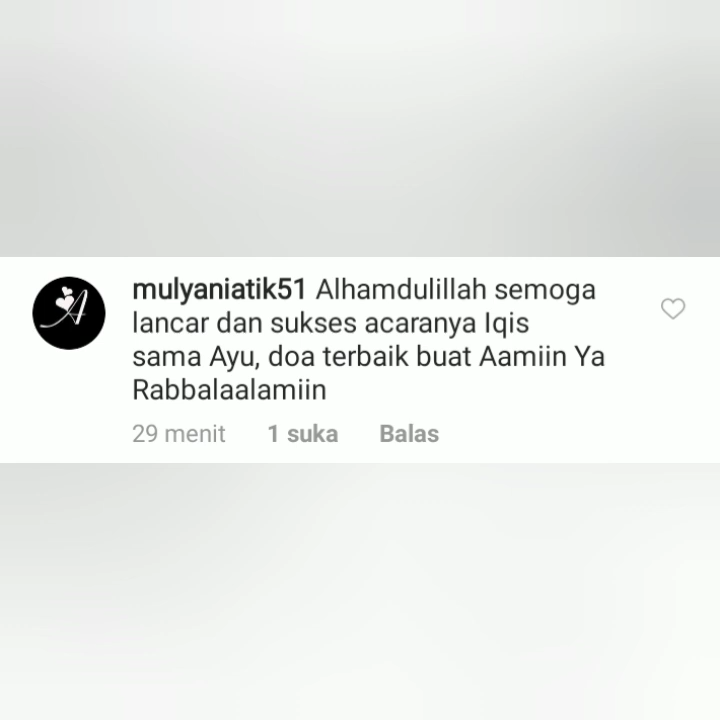 mulyaniatik51 Alhamdulillah semoga
lancar dan sukses acaranya Iqis
sama Ayu, doa terbaik buat Aamiin Ya
Rabbalaalamiin
29 menit 1 suka Balas
A